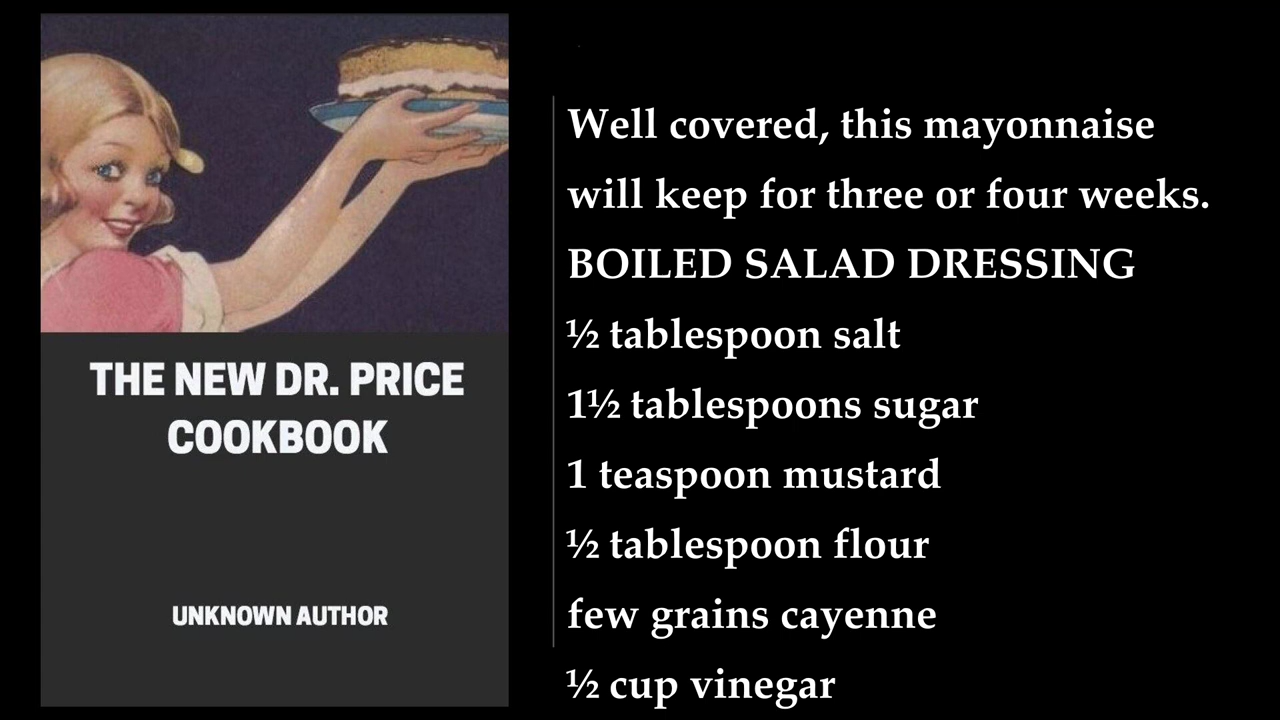 THE NEW DR. PRICE
COOKBOOK
UNKNOWN AUTHOR
Well covered, this mayonnaise
will keep for three or four weeks.
BOILED SALAD DRESSING
½ tablespoon salt
1½ tablespoons sugar
1 teaspoon mustard
½ tablespoon flour
few grains cayenne
½ cup vinegar